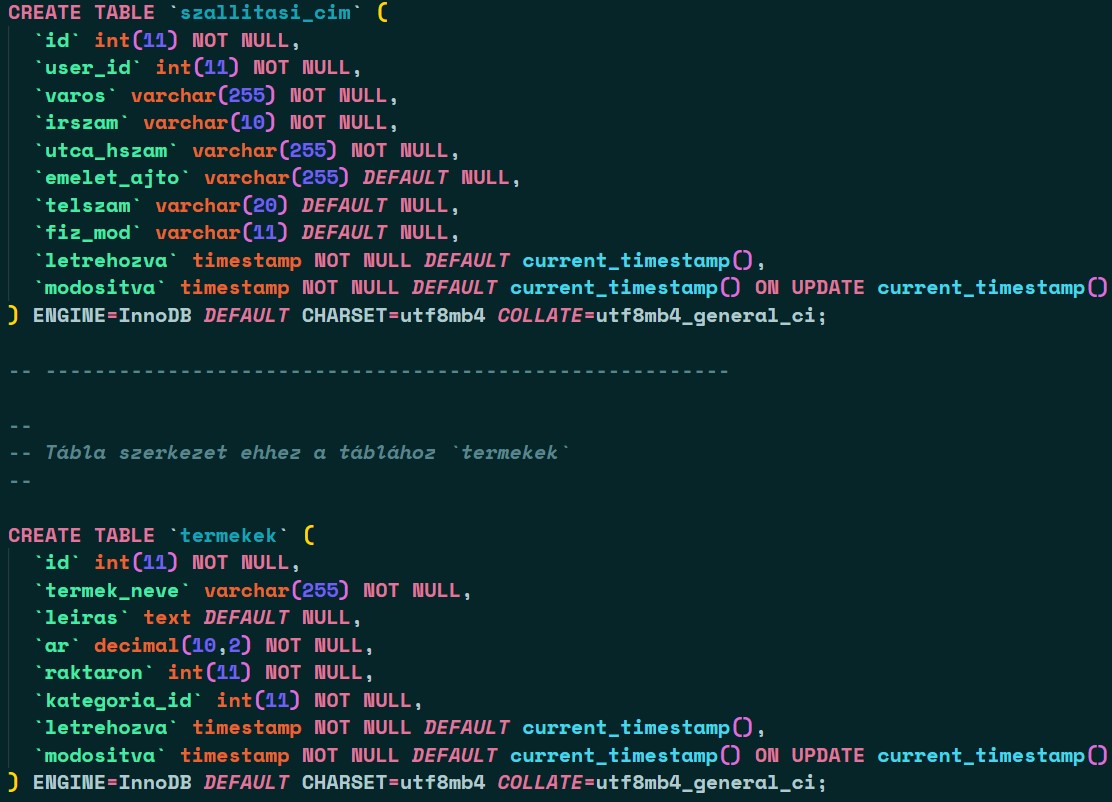 CREATE TABLE `szallitasi_cim` (
  `id` int(11) NOT NULL,
  `user_id` int(11) NOT NULL,
  `varos` varchar(255) NOT NULL,
  `irszam` varchar(10) NOT NULL,
  `utca_hszam` varchar(255) NOT NULL,
  `emelet_ajto` varchar(255) DEFAULT NULL,
  `telszam` varchar(20) DEFAULT NULL,
  `fiz_mod` varchar(11) DEFAULT NULL,
  `letrehozva` timestamp NOT NULL DEFAULT current_timestamp(),
  `modositva` timestamp NOT NULL DEFAULT current_timestamp() ON UPDATE current_timestamp()
) ENGINE=InnoDB DEFAULT CHARSET=utf8mb4 COLLATE=utf8mb4_general_ci;
-- --------------------------------------------------------
--
-- Tábla szerkezet ehhez a táblához `termekek`
--
CREATE TABLE `termekek` (
  `id` int(11) NOT NULL,
  `termek_neve` varchar(255) NOT NULL,
  `leiras` text DEFAULT NULL,
  `ar` decimal(10,2) NOT NULL,
  `raktaron` int(11) NOT NULL,
  `kategoria_id` int(11) NOT NULL,
  `letrehozva` timestamp NOT NULL DEFAULT current_timestamp(),
  `modositva` timestamp NOT NULL DEFAULT current_timestamp() ON UPDATE current_timestamp()
) ENGINE=InnoDB DEFAULT CHARSET=utf8mb4 COLLATE=utf8mb4_general_ci;